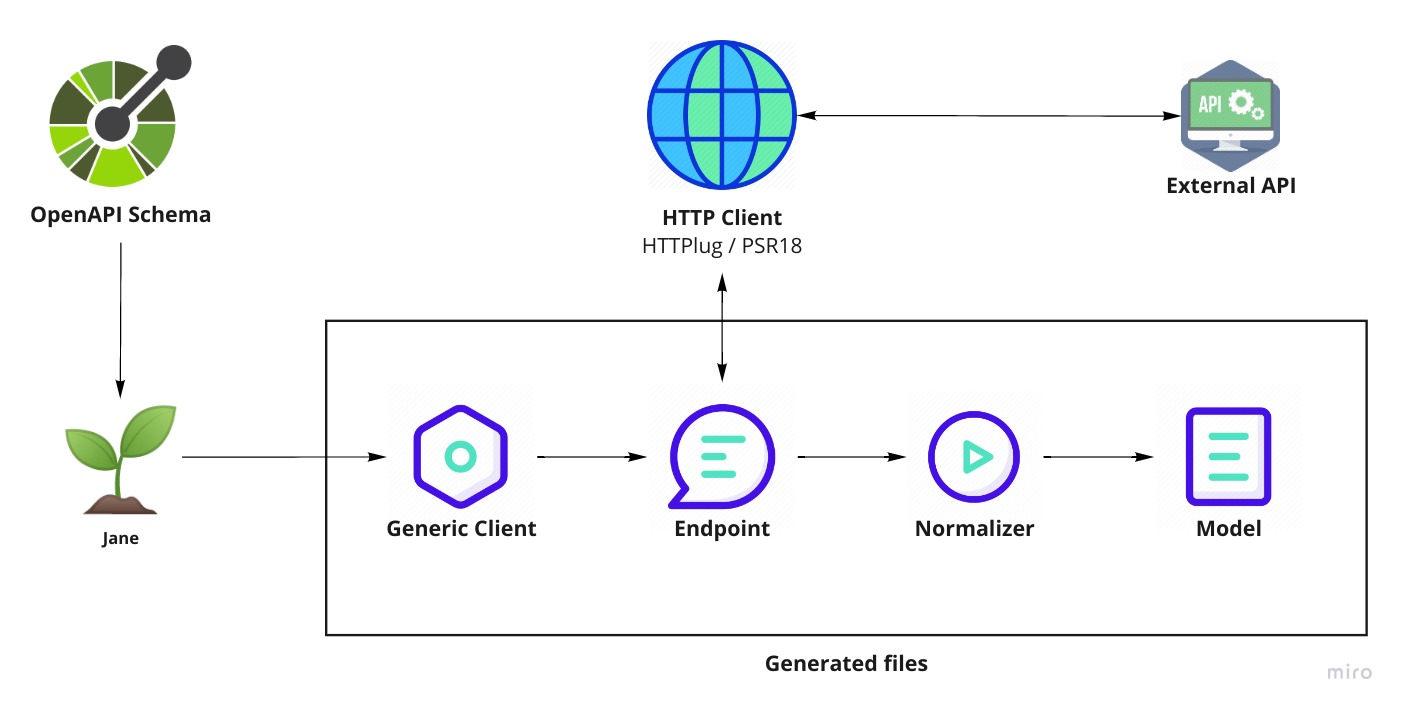 OpenAPI Schema
HTTP Client
HTTPlug / PSR18
API
External API
Jane
Generic Client
Endpoint
Normalizer
Model
Generated files
miro